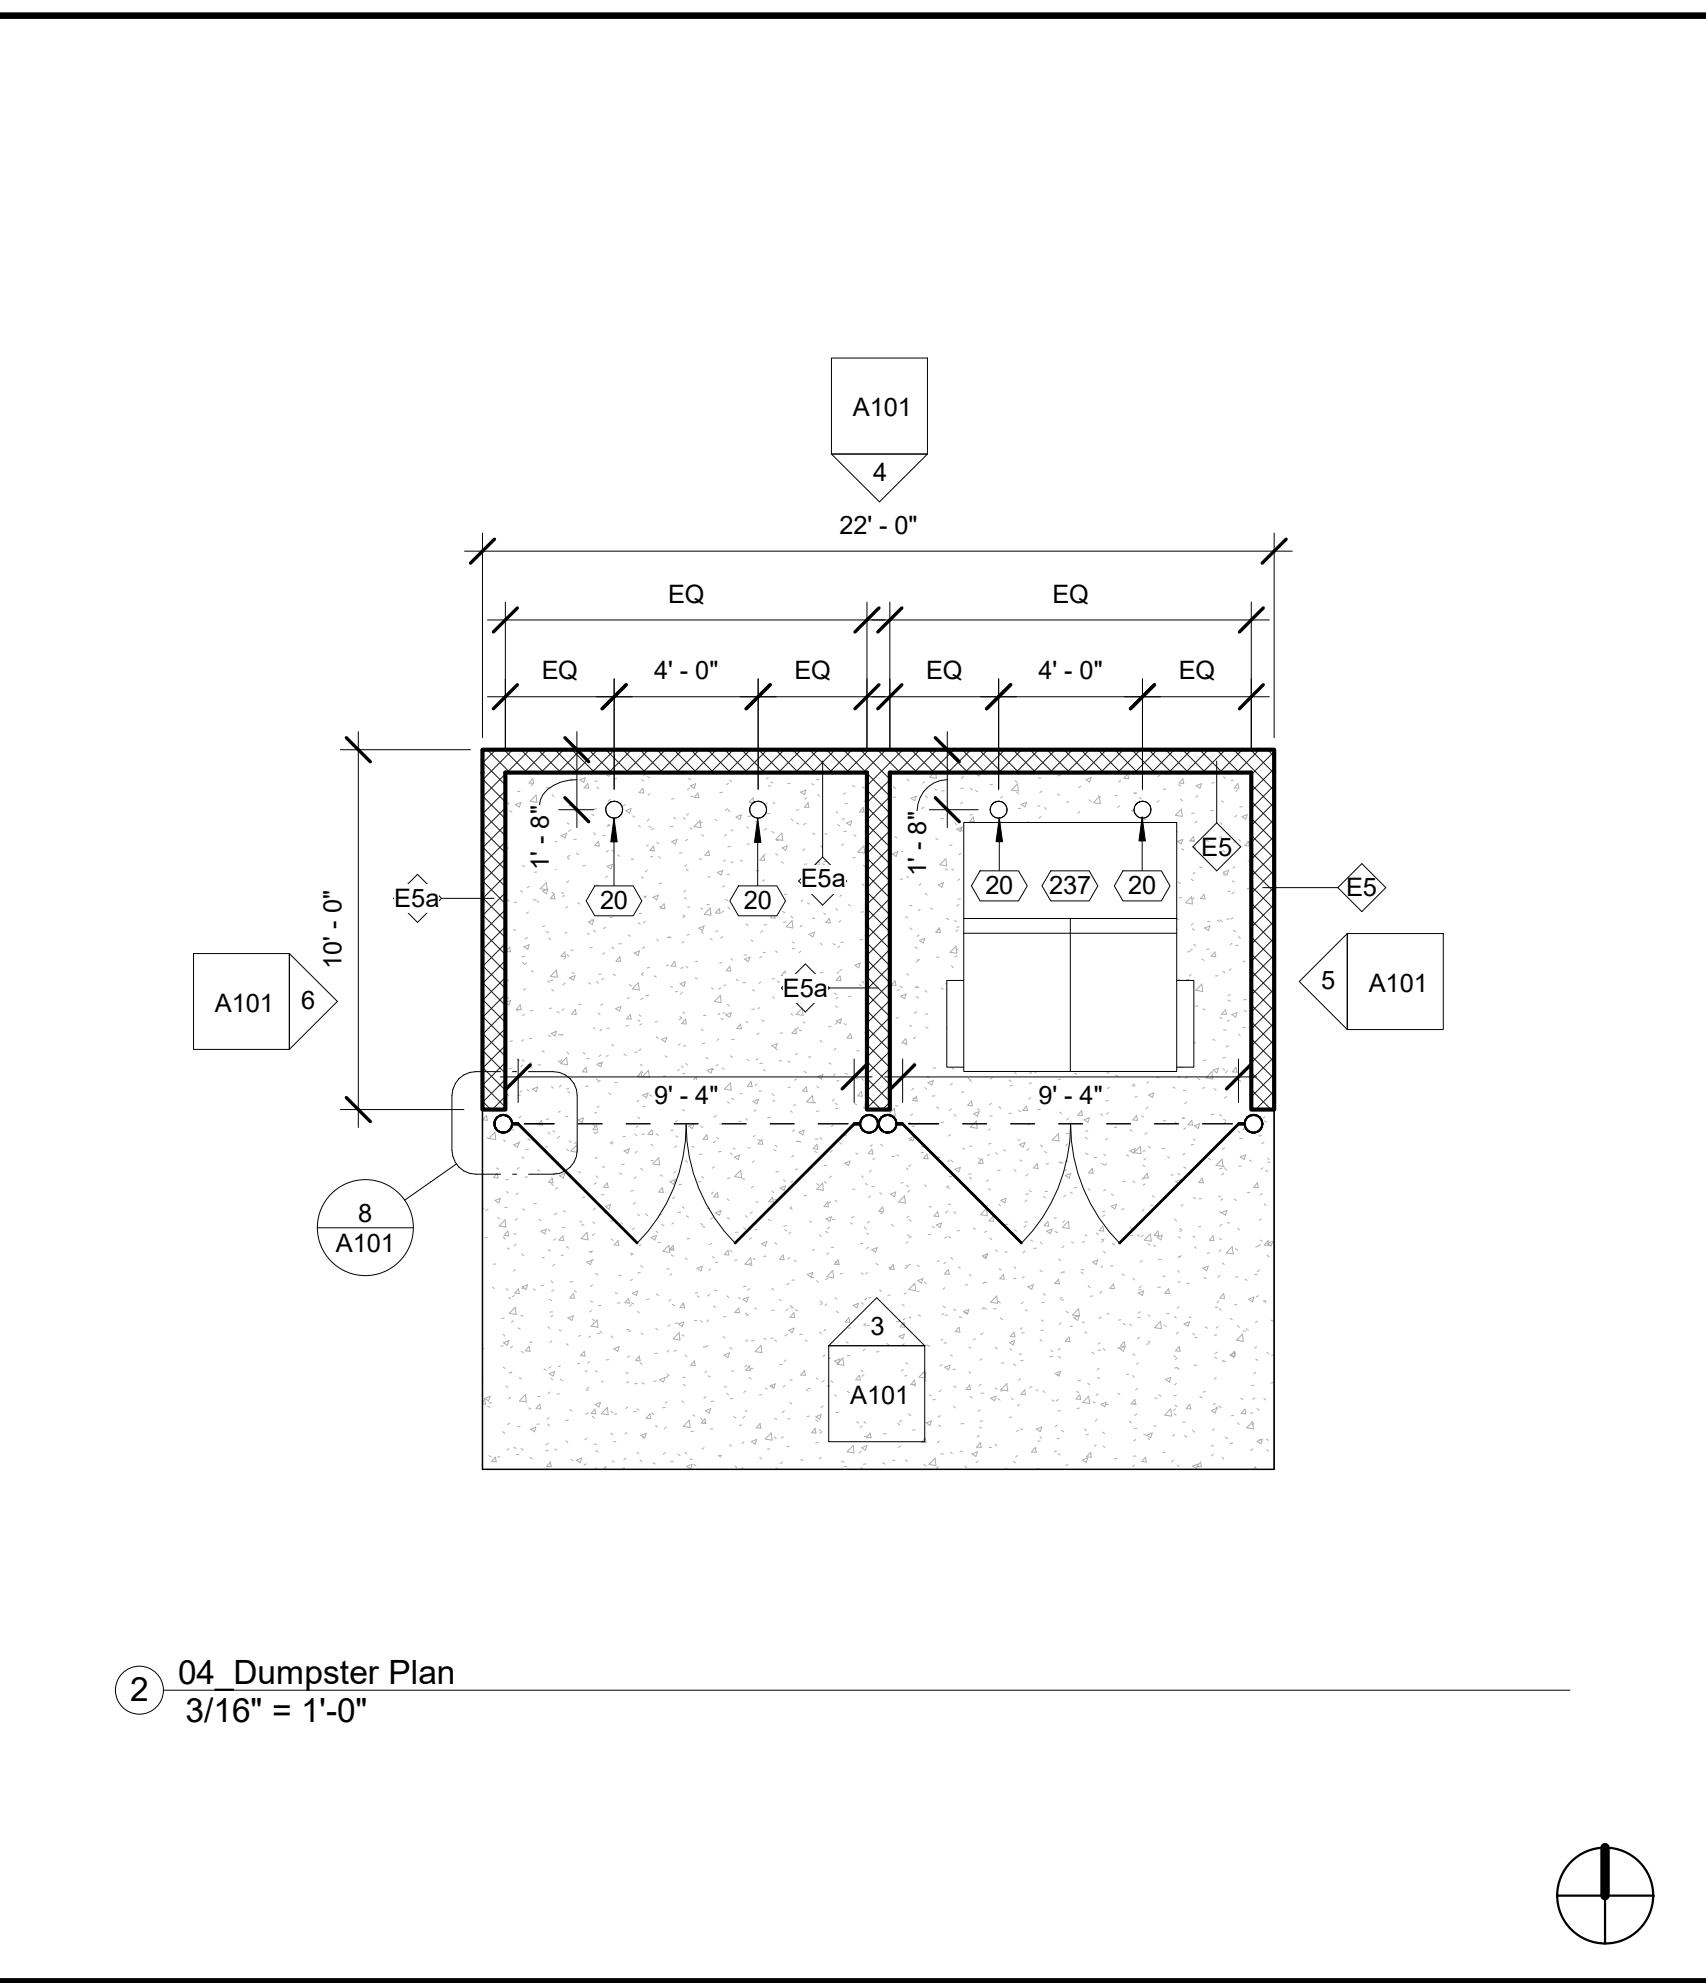 A101
4
22' - 0"
EQ EQ
EQ 4' - 0" EQ EQ 4' - 0" EQ
1' - 8" 1' - 8"
E5
E5a
20 20 E5a 20 237 20
E5a
E5
10' - 0"
A101 6
5 A101
E5a
9' - 4" 9' - 4"
8
A101
3
A101
2 04_Dumpster Plan
3/16" = 1'-0"